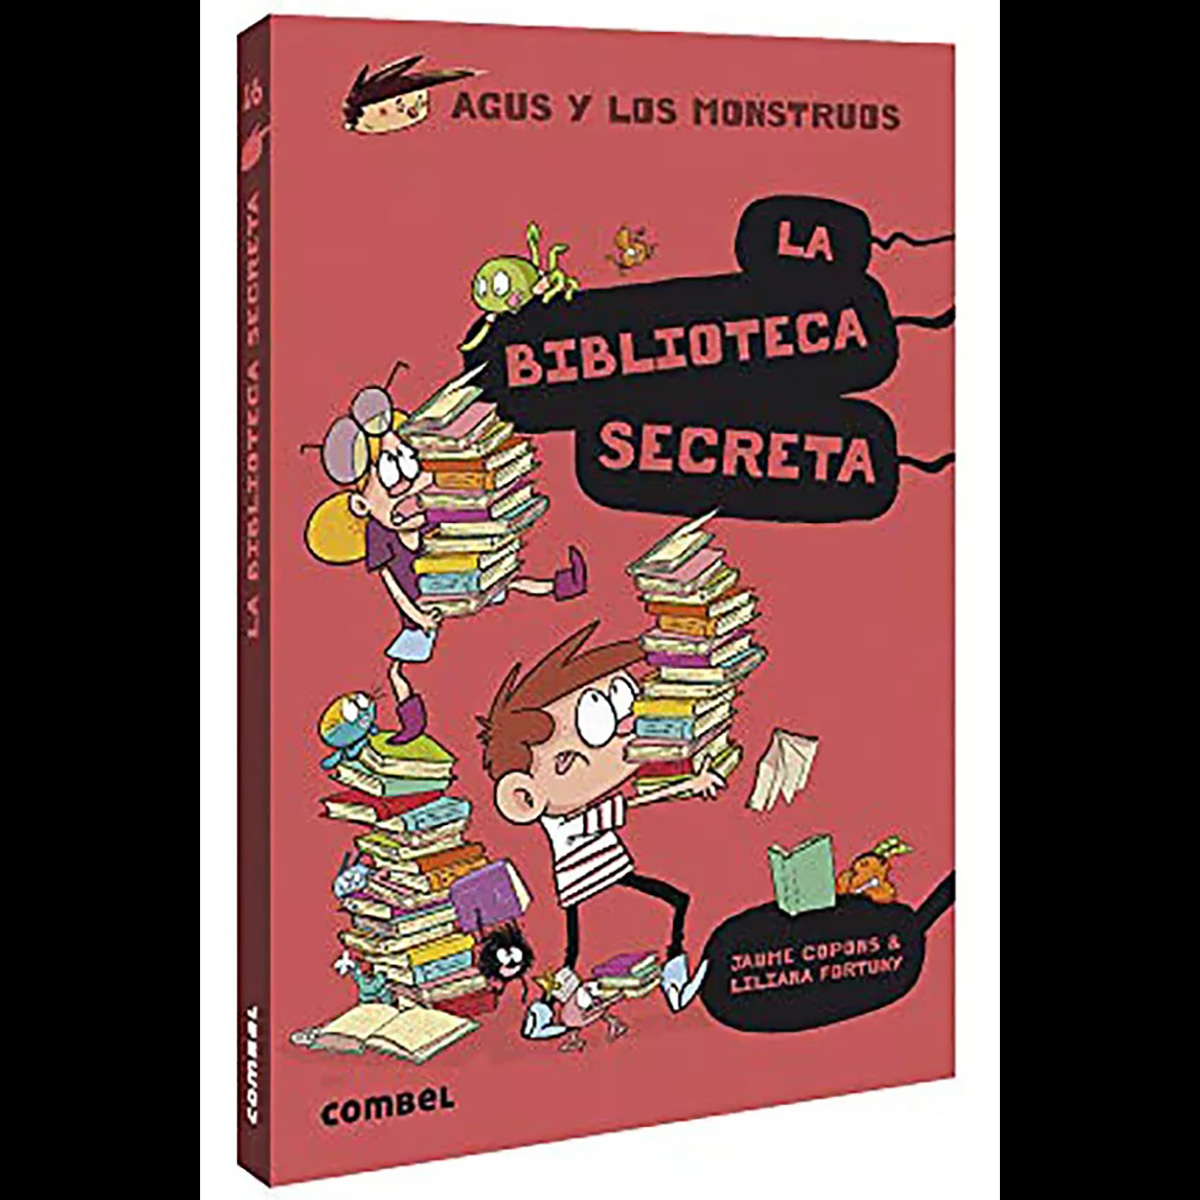 AGUS Y LOS MONSTRUOS
LA
BIBLIOTECA
SECRETA
JAUME COPONS &
LILIANA FORTUNY
COMBEL
16
LA BIBLIOTECA SECRETA
COMBEL